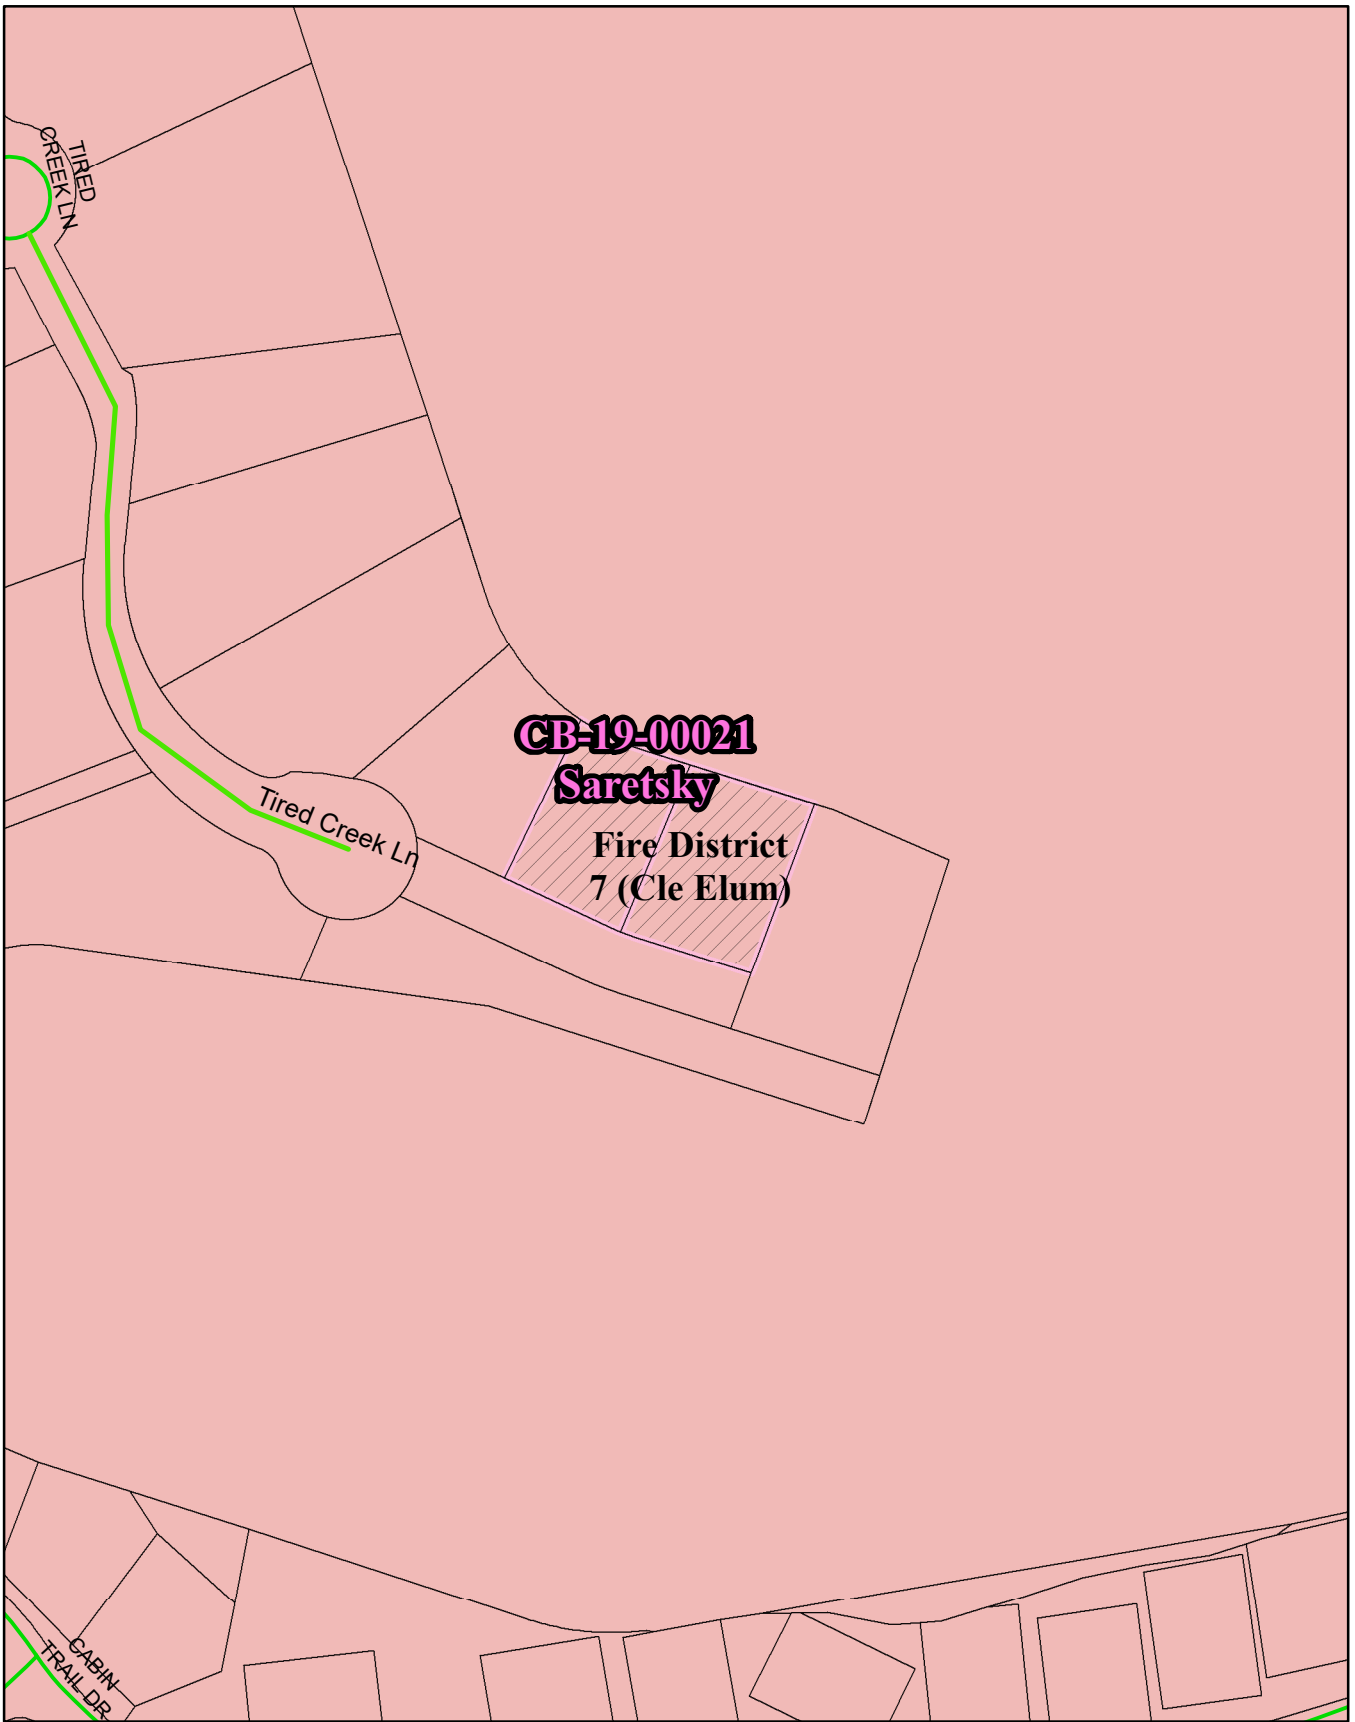 TIRED
CREEK LN
CB-19-00021
Saretsky
Tired Creek Ln
Fire District
7 (Cle Elum)
CABIN
TRAIL DR